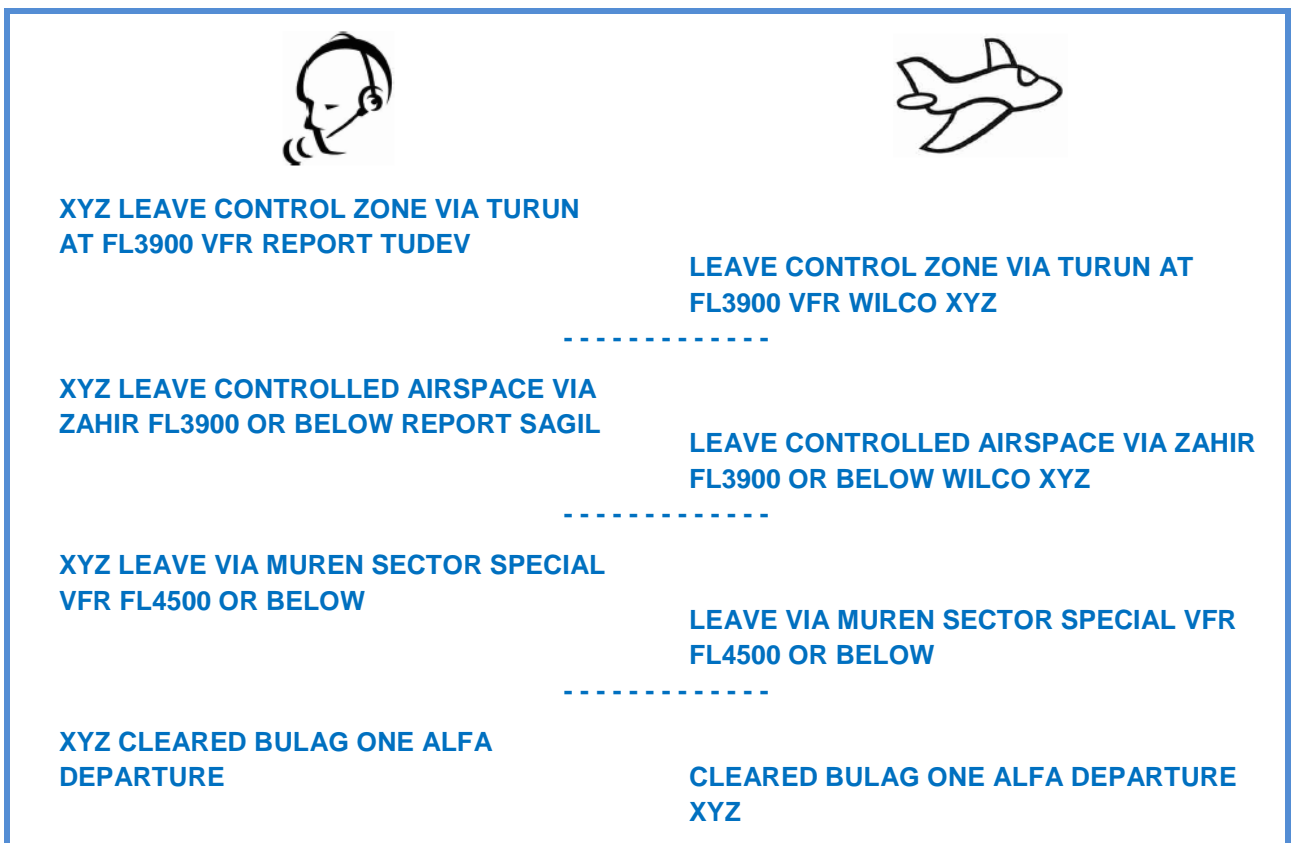 XYZ LEAVE CONTROL ZONE VIA TURUN
AT FL3900 VFR REPORT TUDEV
LEAVE CONTROL ZONE VIA TURUN AT
FL3900 VFR WILCO XYZ
- - - - - - - - - - - - -
XYZ LEAVE CONTROLLED AIRSPACE VIA
ZAHIR FL3900 OR BELOW REPORT SAGIL
LEAVE CONTROLLED AIRSPACE VIA ZAHIR
FL3900 OR BELOW WILCO XYZ
- - - - - - - - - - - - -
XYZ LEAVE VIA MUREN SECTOR SPECIAL
VFR FL4500 OR BELOW
LEAVE VIA MUREN SECTOR SPECIAL VFR
FL4500 OR BELOW
- - - - - - - - - - - - -
XYZ CLEARED BULAG ONE ALFA
DEPARTURE
CLEARED BULAG ONE ALFA DEPARTURE
XYZ